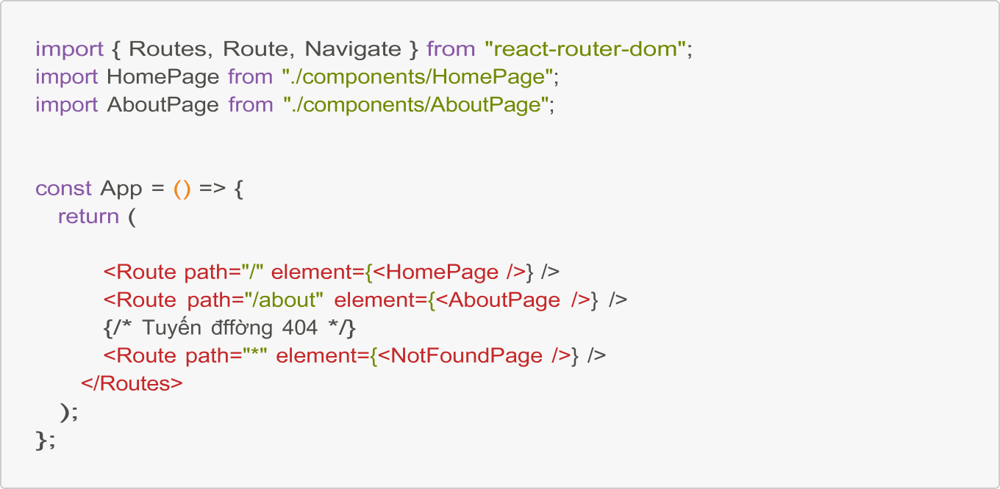 import { Routes, Route, Navigate } from "react-router-dom";
import HomePage from "./components/HomePage";
import AboutPage from "./components/AboutPage";
const App = () => {
return (
<Route path="/" element={<HomePage />} />
<Route path="/about" element={<AboutPage />} />
{/* Tuyến đffờng 404 */}
<Route path="*" element={<NotFoundPage />} />
</Routes>
);
};